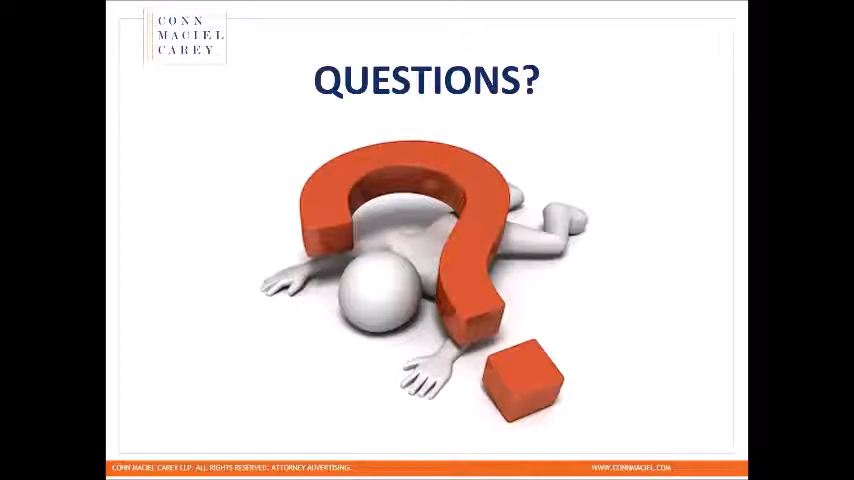 CONN
MACIEL
CAREY
QUESTIONS?
CONN MACIEL CAREY LLP. ALL RIGHTS RESERVED. ATTORNEY ADVERTISING.
WWW.CONNMACIEL.COM